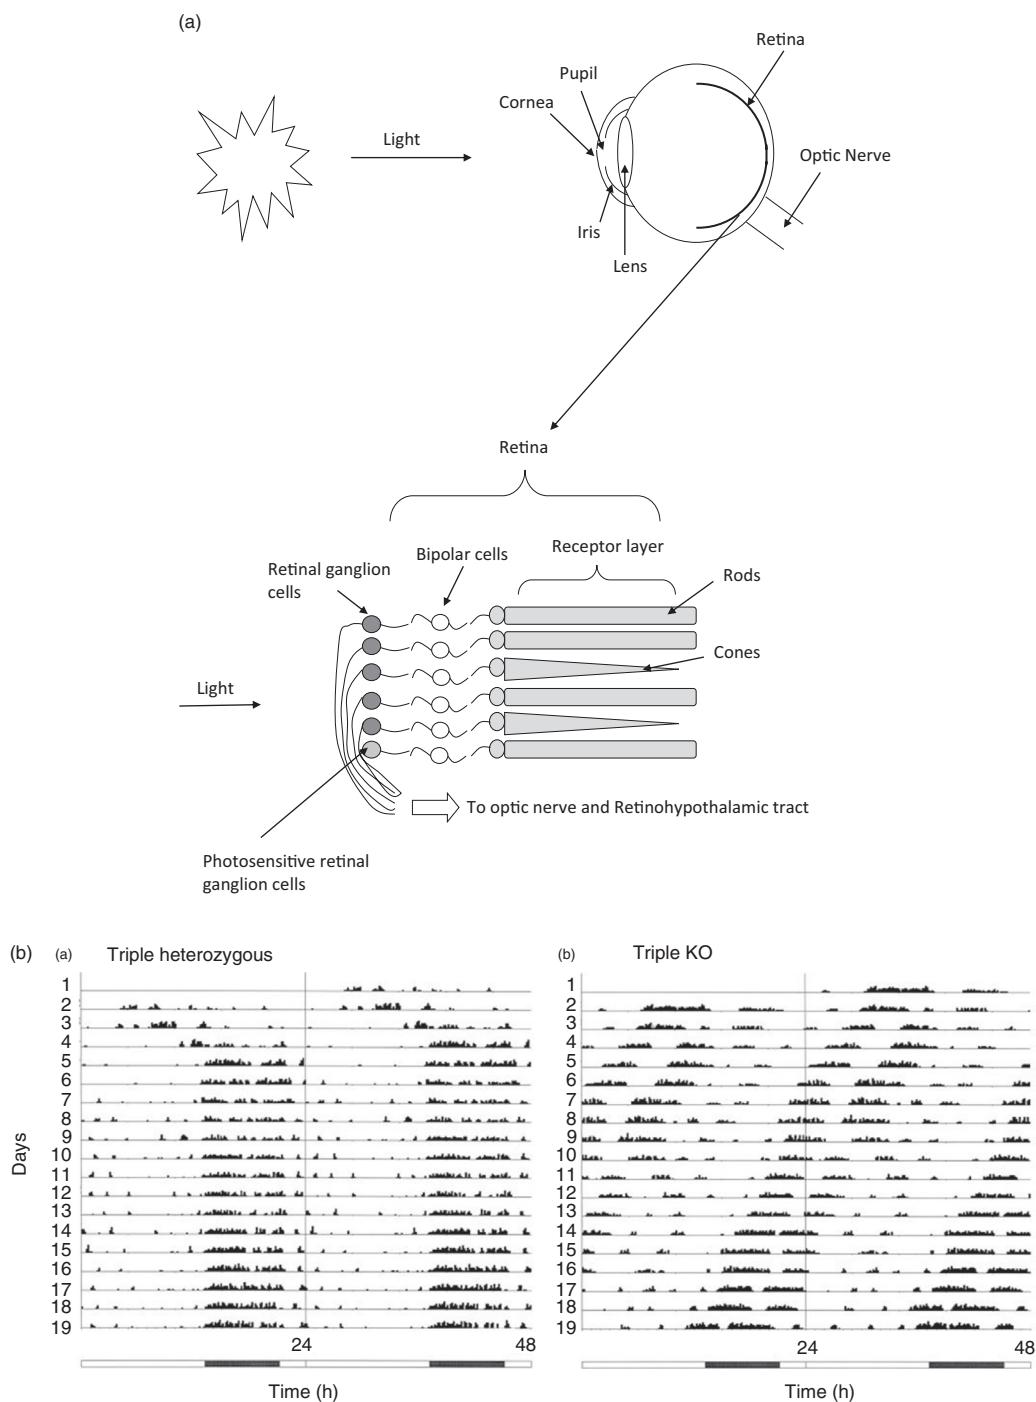 (a)
Retina
Pupil
Cornea
Light
Optic Nerve
Iris
Lens
Retina
Receptor layer
Bipolar cells
Retinal ganglion
cells
Rods
Cones
Light
To optic nerve and Retinohypothalamic tract
Photosensitive retinal
ganglion cells
(b)
(a) Triple heterozygous
Days
1
2
3
4
5
6
7
8
9
10
11
12
13
14
15
16
17
18
19
24 48
Time (h)
(b) Triple KO
1
2
3
4
5
6
7
8
9
10
11
12
13
14
15
16
17
18
19
24 48
Time (h)